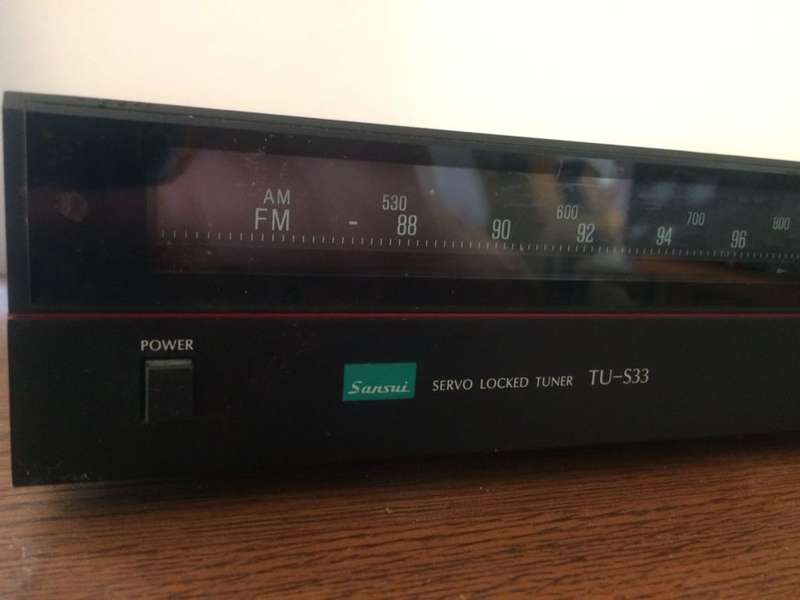 AM 530 600 700 800
FM - 88 90 92 94 96
POWER
Sansui SERVO LOCKED TUNER TU-S33